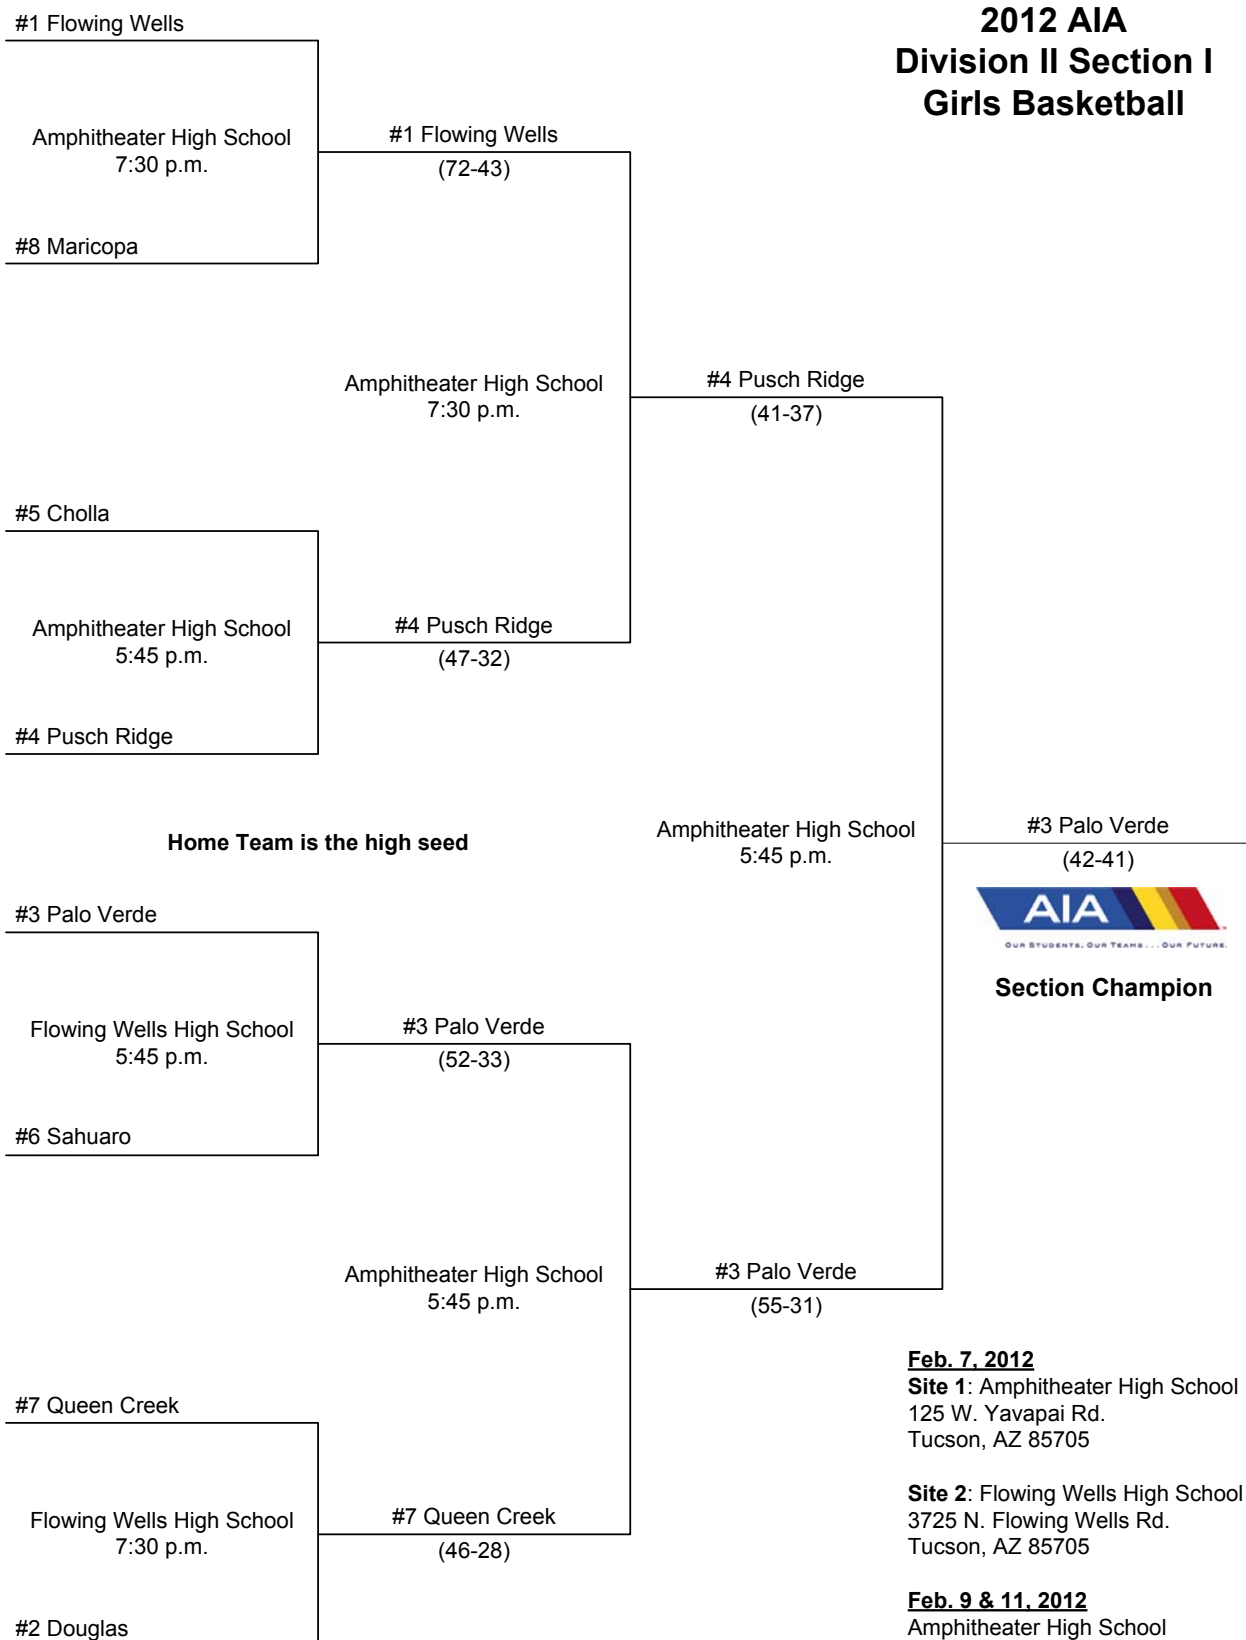 2012 AIA
Division II Section I
Girls Basketball
#1 Flowing Wells
Amphitheater High School
7:30 p.m.
#8 Maricopa
#1 Flowing Wells
(72-43)
Amphitheater High School
7:30 p.m.
#4 Pusch Ridge
(41-37)
#5 Cholla
Amphitheater High School
5:45 p.m.
#4 Pusch Ridge
#4 Pusch Ridge
(47-32)
Home Team is the high seed
Amphitheater High School
5:45 p.m.
#3 Palo Verde
(42-41)
AIA
OUR STUDENTS. OUR TEAMS ... OUR FUTURE.
Section Champion
#3 Palo Verde
Flowing Wells High School
5:45 p.m.
#6 Sahuaro
#3 Palo Verde
(52-33)
Amphitheater High School
5:45 p.m.
#3 Palo Verde
(55-31)
#7 Queen Creek
Flowing Wells High School
7:30 p.m.
#2 Douglas
#7 Queen Creek
(46-28)
Feb. 7, 2012
Site 1: Amphitheater High School
125 W. Yavapai Rd.
Tucson, AZ 85705
Site 2: Flowing Wells High School
3725 N. Flowing Wells Rd.
Tucson, AZ 85705
Feb. 9 & 11, 2012
Amphitheater High School